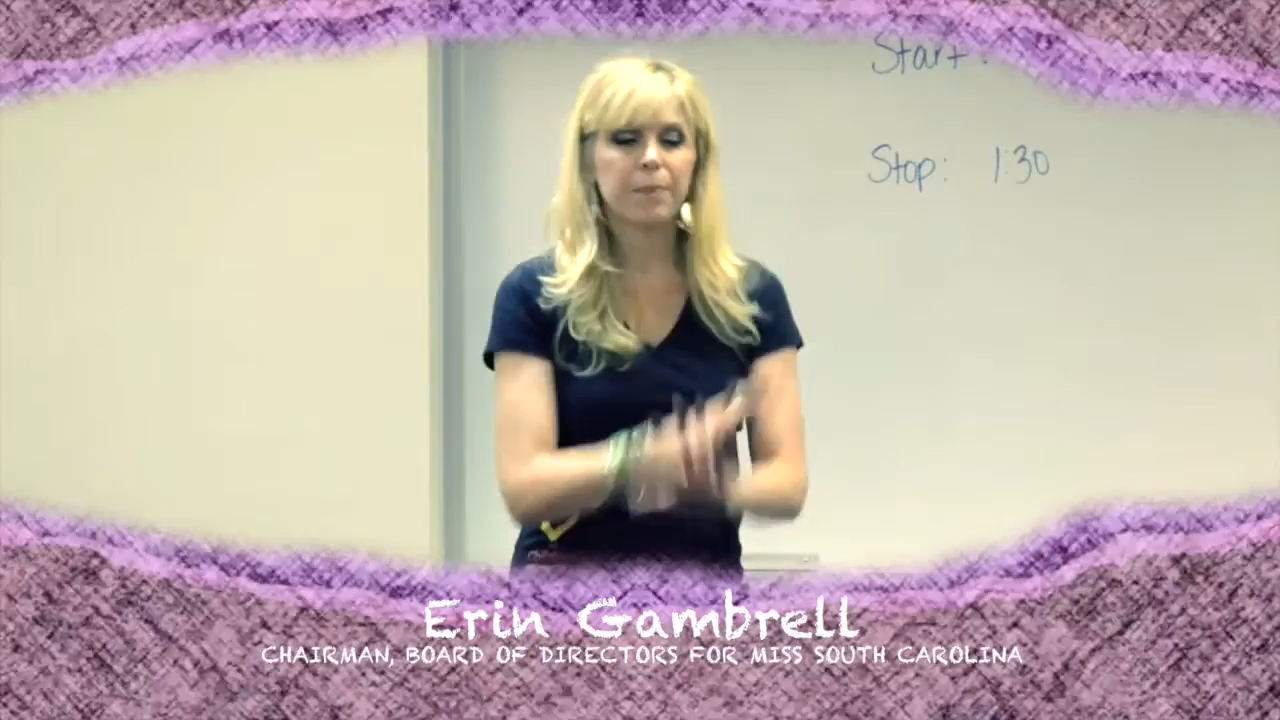 Start:
Stop: 1:30
Erin Gambrell
CHAIRMAN, BOARD OF DIRECTORS FOR MISS SOUTH CAROLINA